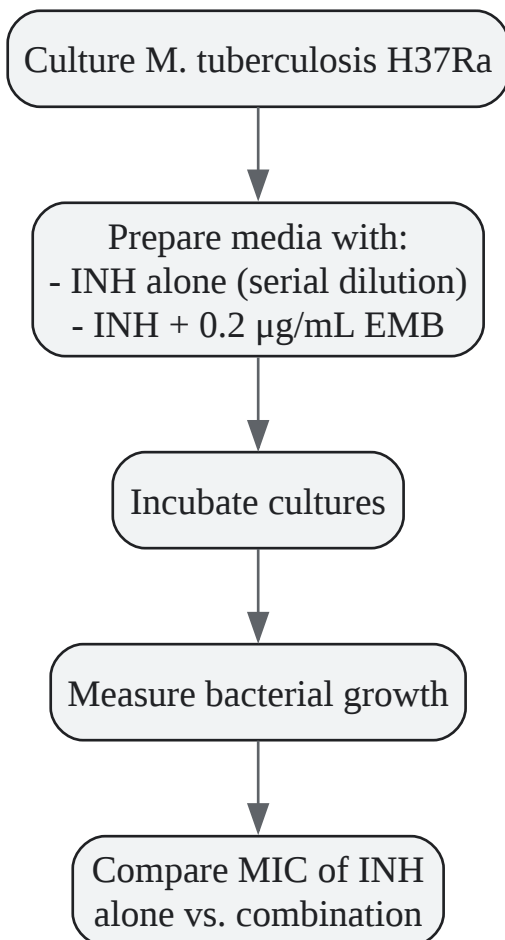 Culture M. tuberculosis H37Ra
Prepare media with:
- INH alone (serial dilution)
- INH + 0.2 μg/mL EMB
Incubate cultures
Measure bacterial growth
Compare MIC of INH
alone vs. combination